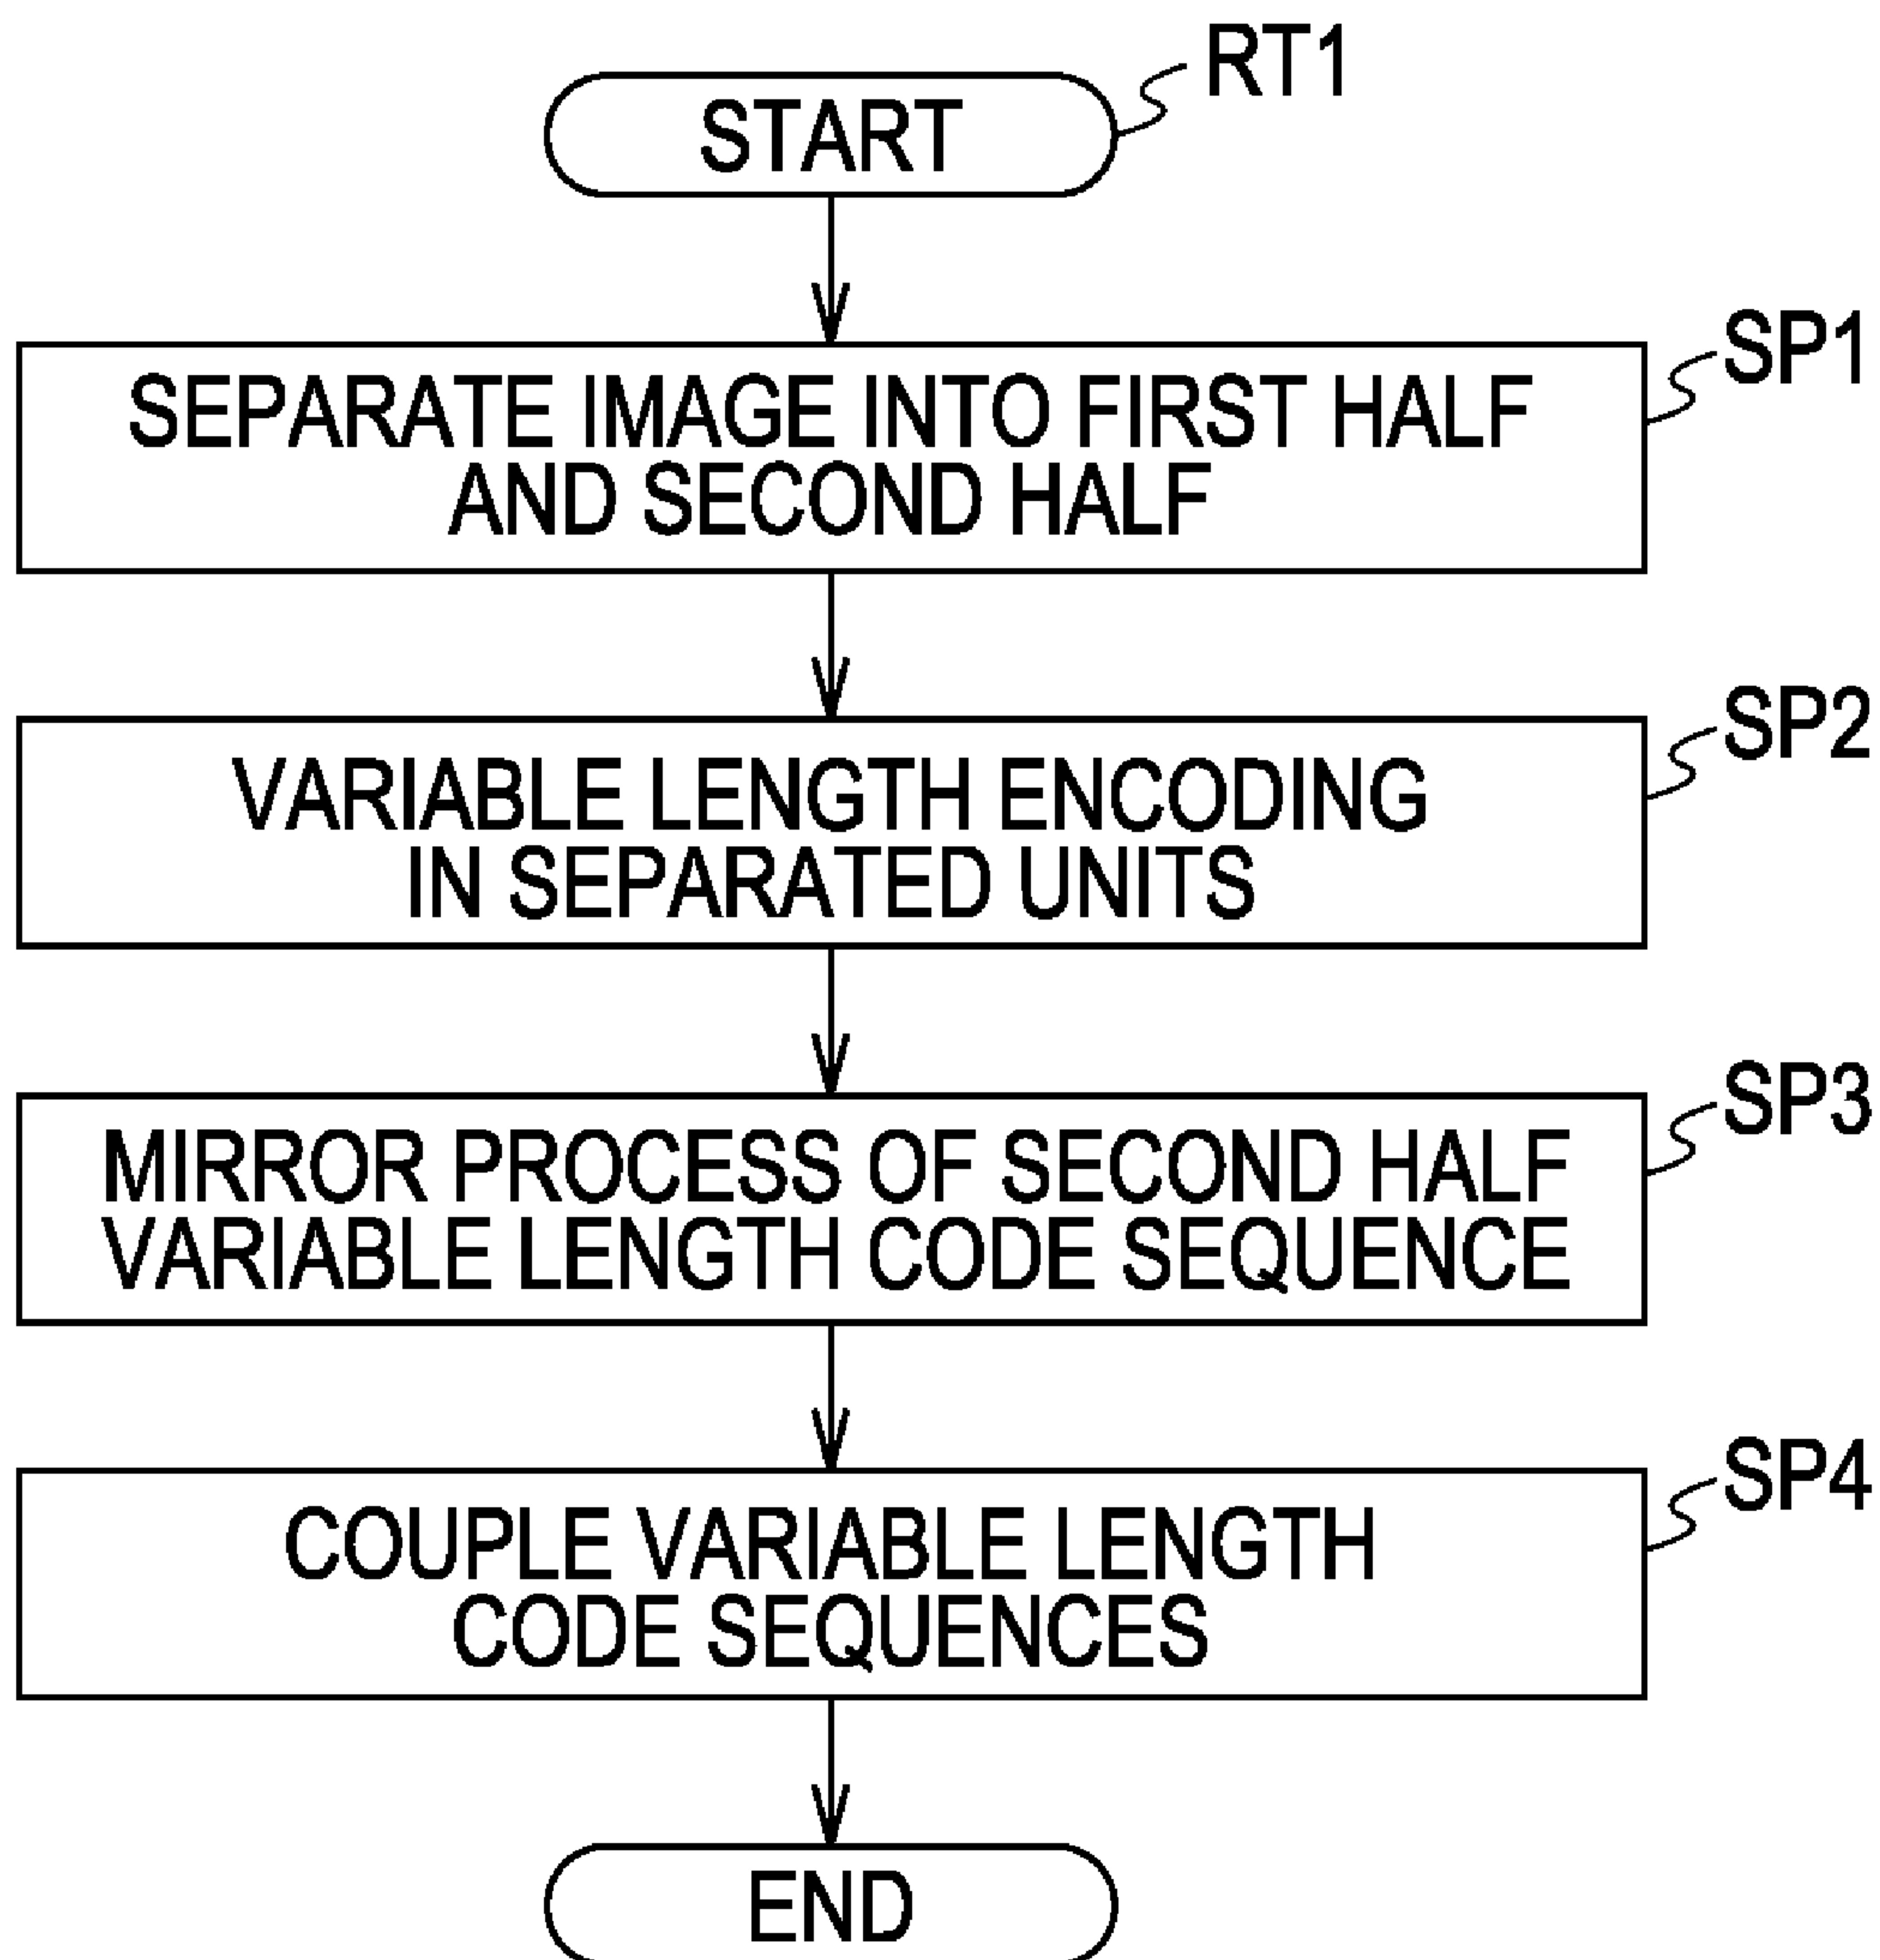 RT1
START
SP1
SEPARATE IMAGE INTO FIRST HALF
AND SECOND HALF
SP2
VARIABLE LENGTH ENCODING
IN SEPARATED UNITS
SP3
MIRROR PROCESS OF SECOND HALF
VARIABLE LENGTH CODE SEQUENCE
SP4
COUPLE VARIABLE LENGTH
CODE SEQUENCES
END